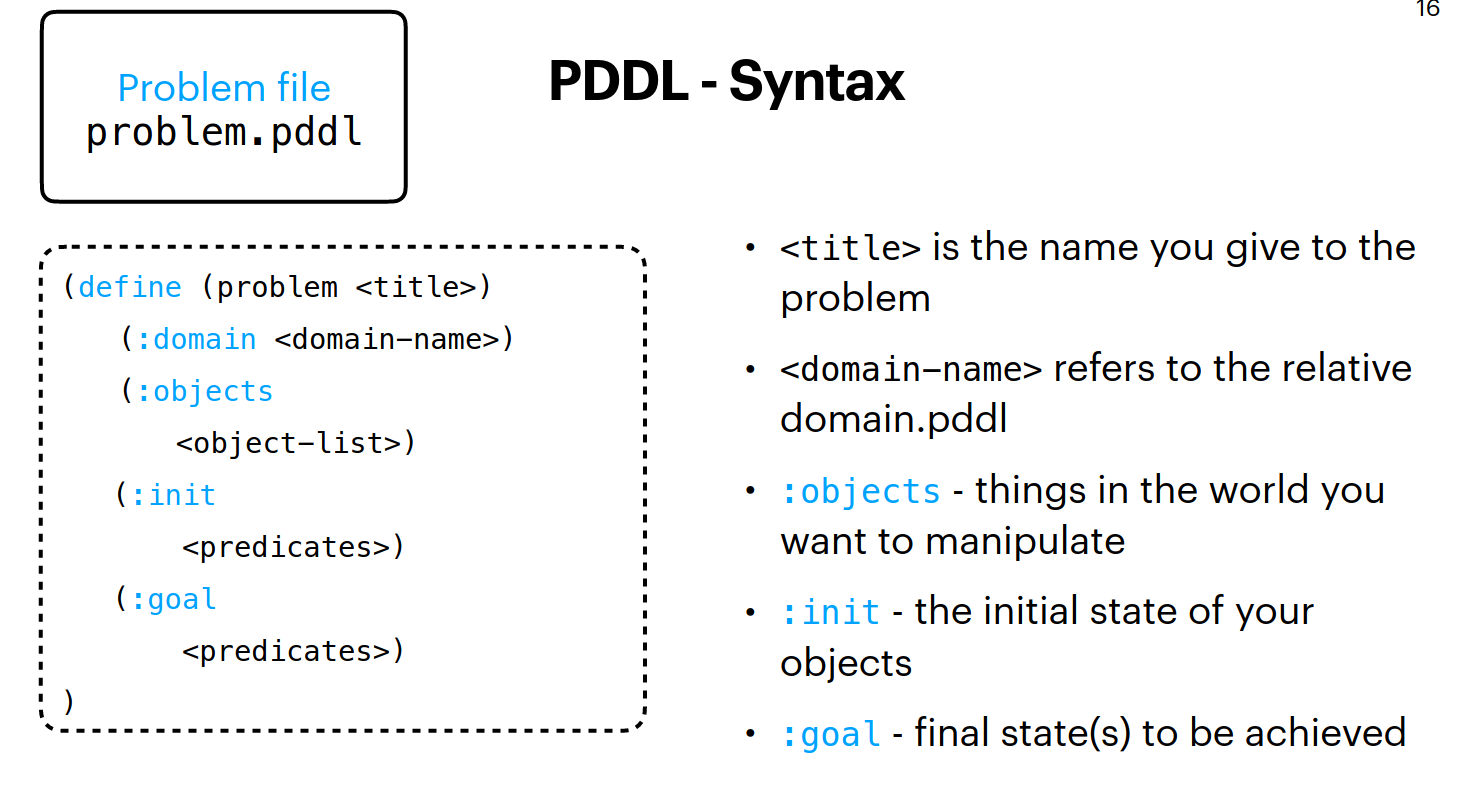 16
Problem file
problem.pddl
PDDL - Syntax
(define (problem <title>)
(:domain <domain-name>)
(:objects
<object-list>)
(:init
<predicates>)
(:goal
<predicates>)
)
• <title> is the name you give to the
problem
• <domain-name> refers to the relative
domain.pddl
• :objects - things in the world you
want to manipulate
• :init - the initial state of your
objects
• :goal - final state(s) to be achieved